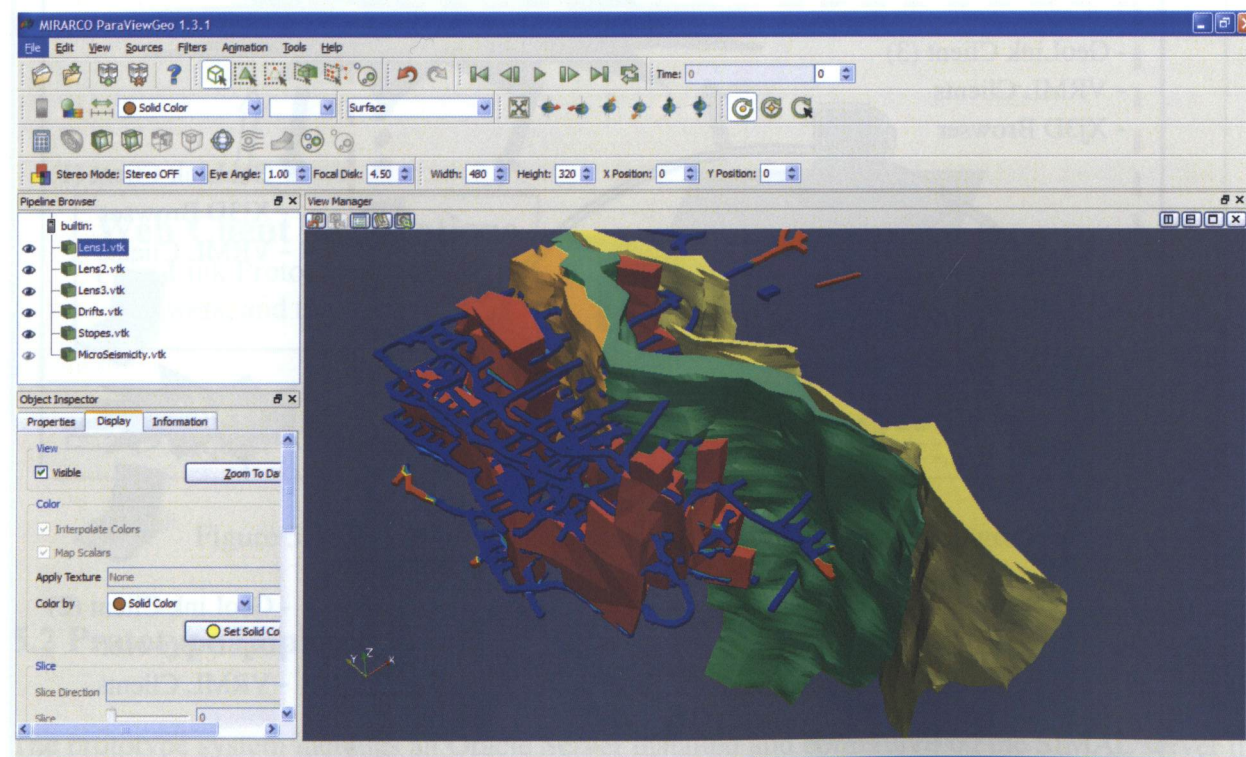 MIRARCO ParaViewGeo 1.3.1
File Edit View Sources Filters Animation Tools Help
Time: 0 0
Solid Color Surface
Stereo Mode: Stereo OFF Eye Angle: 1.00 Focal Disk: 4.50 Width: 480 Height: 320 X Position: 0 Y Position: 0
Pipeline Browser
View Manager
builtin:
Lens1.vtk
Lens2.vtk
Lens3.vtk
Drifts.vtk
Stopes.vtk
MicroSeismicity.vtk
Object Inspector
Properties Display Information
View
Visible Zoom To Da
Color
Interpolate Colors
Map Scalars
Apply Texture None
Color by Solid Color
Set Solid Co
Slice
Slice Direction
Slice 0
Y Z X